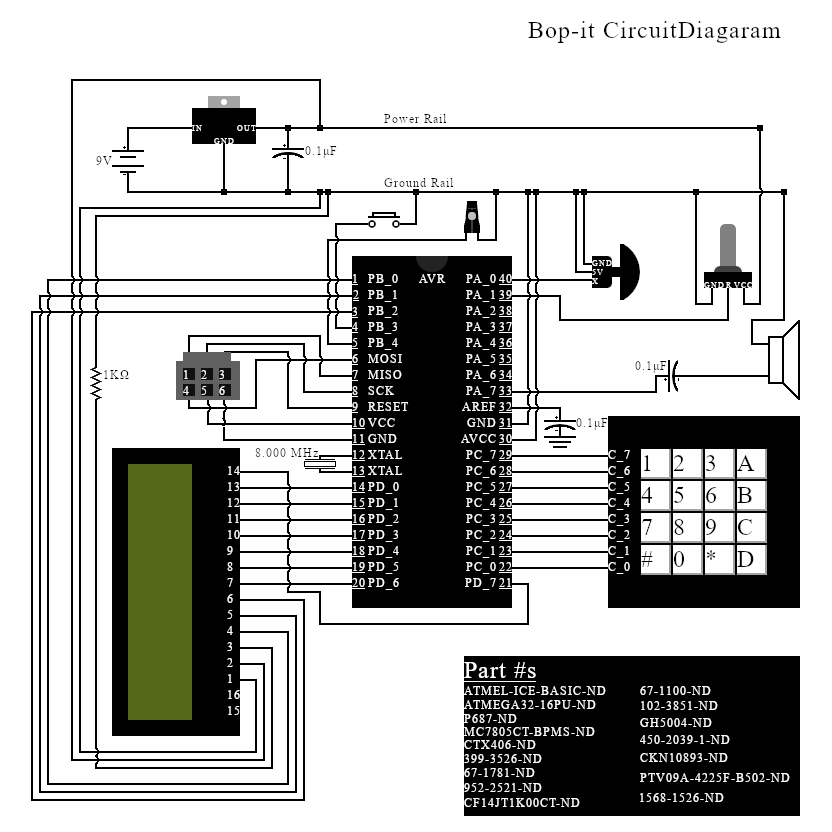 Bop-it CircuitDiagaram
Power Rail
IN OUT
GND
0.1µF
9V
Ground Rail
1 PB_0 AVR PA_0 40
2 PB_1 PA_1 39
3 PB_2 PA_2 38
4 PB_3 PA_3 37
5 PB_4 PA_4 36
6 MOSI PA_5 35
7 MISO PA_6 34
8 SCK PA_7 33
9 RESET AREF 32
10 VCC GND 31
11 GND AVCC 30
12 XTAL PC_7 29
13 XTAL PC_6 28
14 PD_0 PC_5 27
15 PD_1 PC_4 26
16 PD_2 PC_3 25
17 PD_3 PC_2 24
18 PD_4 PC_1 23
19 PD_5 PC_0 22
20 PD_6 PD_7 21
GND
5V
X
GND R VCC
1KΩ
1 2 3
4 5 6
0.1µF
0.1µF
8.000 MHz
C_7
C_6
C_5
C_4
C_3
C_2
C_1
C_0
1 2 3 A
4 5 6 B
7 8 9 C
# 0 * D
14
13
12
11
10
9
8
7
6
5
4
3
2
1
16
15
Part #s
ATMEL-ICE-BASIC-ND
ATMEGA32-16PU-ND
P687-ND
MC7805CT-BPMS-ND
CTX406-ND
399-3526-ND
67-1781-ND
952-2521-ND
CF14JT1K00CT-ND
67-1100-ND
102-3851-ND
GH5004-ND
450-2039-1-ND
CKN10893-ND
PTV09A-4225F-B502-ND
1568-1526-ND